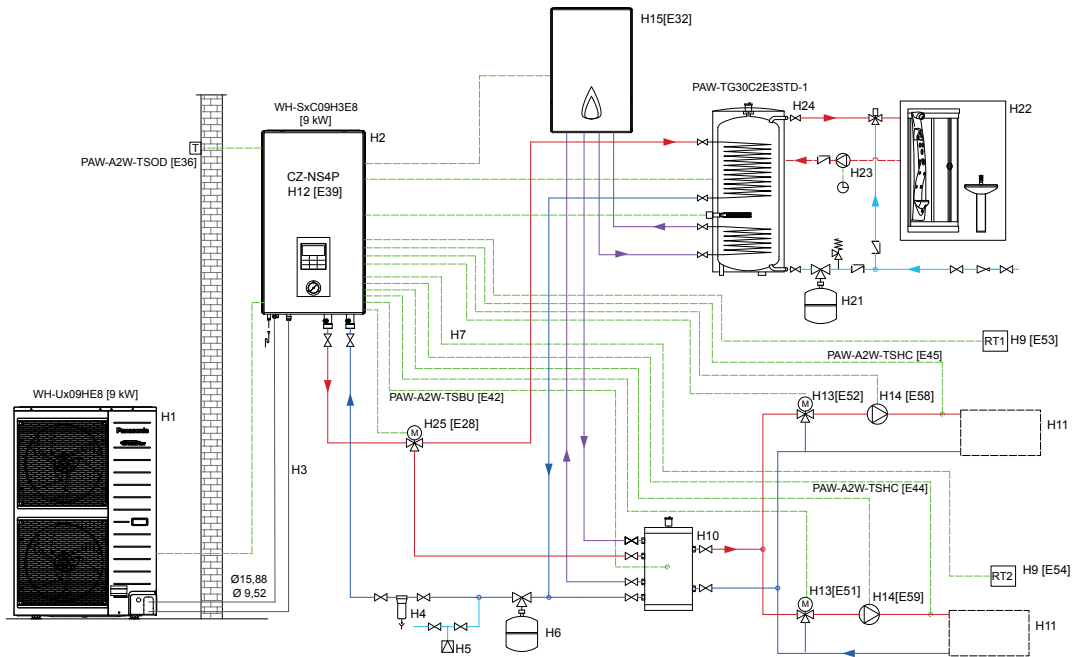 H15[E32]
PAW-TG30C2E3STD-1
H24
H22
WH-SxC09H3E8
[9 kW]
H2
T
PAW-A2W-TSOD [E36]
CZ-NS4P
H12 [E39]
H23
H21
H7
RT1
H9 [E53]
PAW-A2W-TSHC [E45]
WH-Ux09HE8 [9 kW]
H1
PAW-A2W-TSBU [E42]
M
H25 [E28]
M
H13[E52]
H14 [E58]
H11
Panasonic
H3
PAW-A2W-TSHC [E44]
H10
RT2
H9 [E54]
Ø15,88
Ø 9,52
H4
H5
H6
M
H13[E51]
H14[E59]
H11